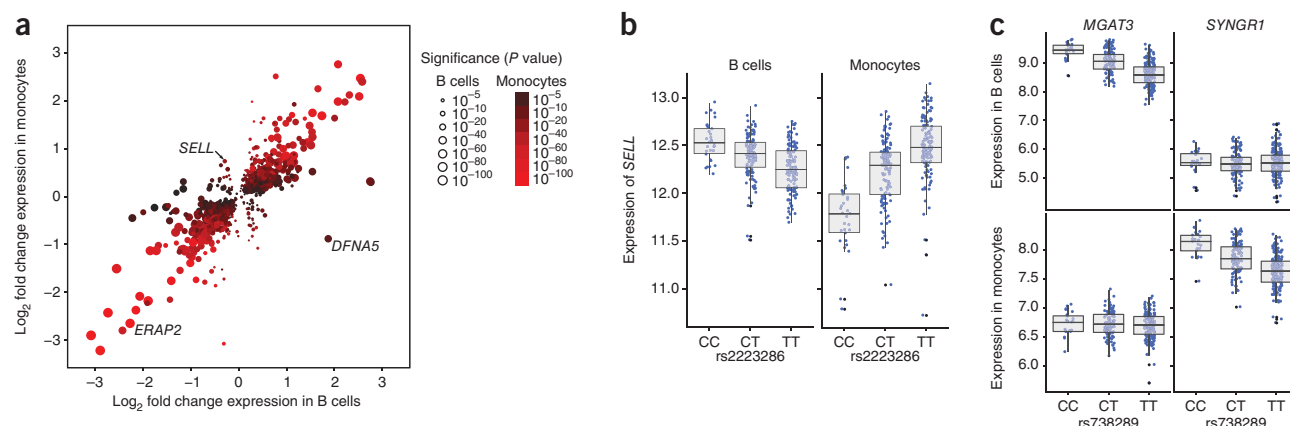 a
Log2 fold change expression in monocytes
3
2
1
0
−1
−2
−3
−3 −2 −1 0 1 2 3
Log2 fold change expression in B cells
SELL
DFNA5
ERAP2
Significance (P value)
B cells Monocytes
10−5 10−5
10−10 10−10
10−20 10−20
10−40 10−40
10−60 10−60
10−80 10−80
10−100 10−100
b
B cells Monocytes
Expression of SELL
13.0
12.5
12.0
11.5
11.0
CC CT TT CC CT TT
rs2223286 rs2223286
c
MGAT3 SYNGR1
Expression in B cells
9.0
8.0
7.0
6.0
5.0
Expression in monocytes
8.0
7.5
7.0
6.5
6.0
CC CT TT CC CT TT
rs738289 rs738289